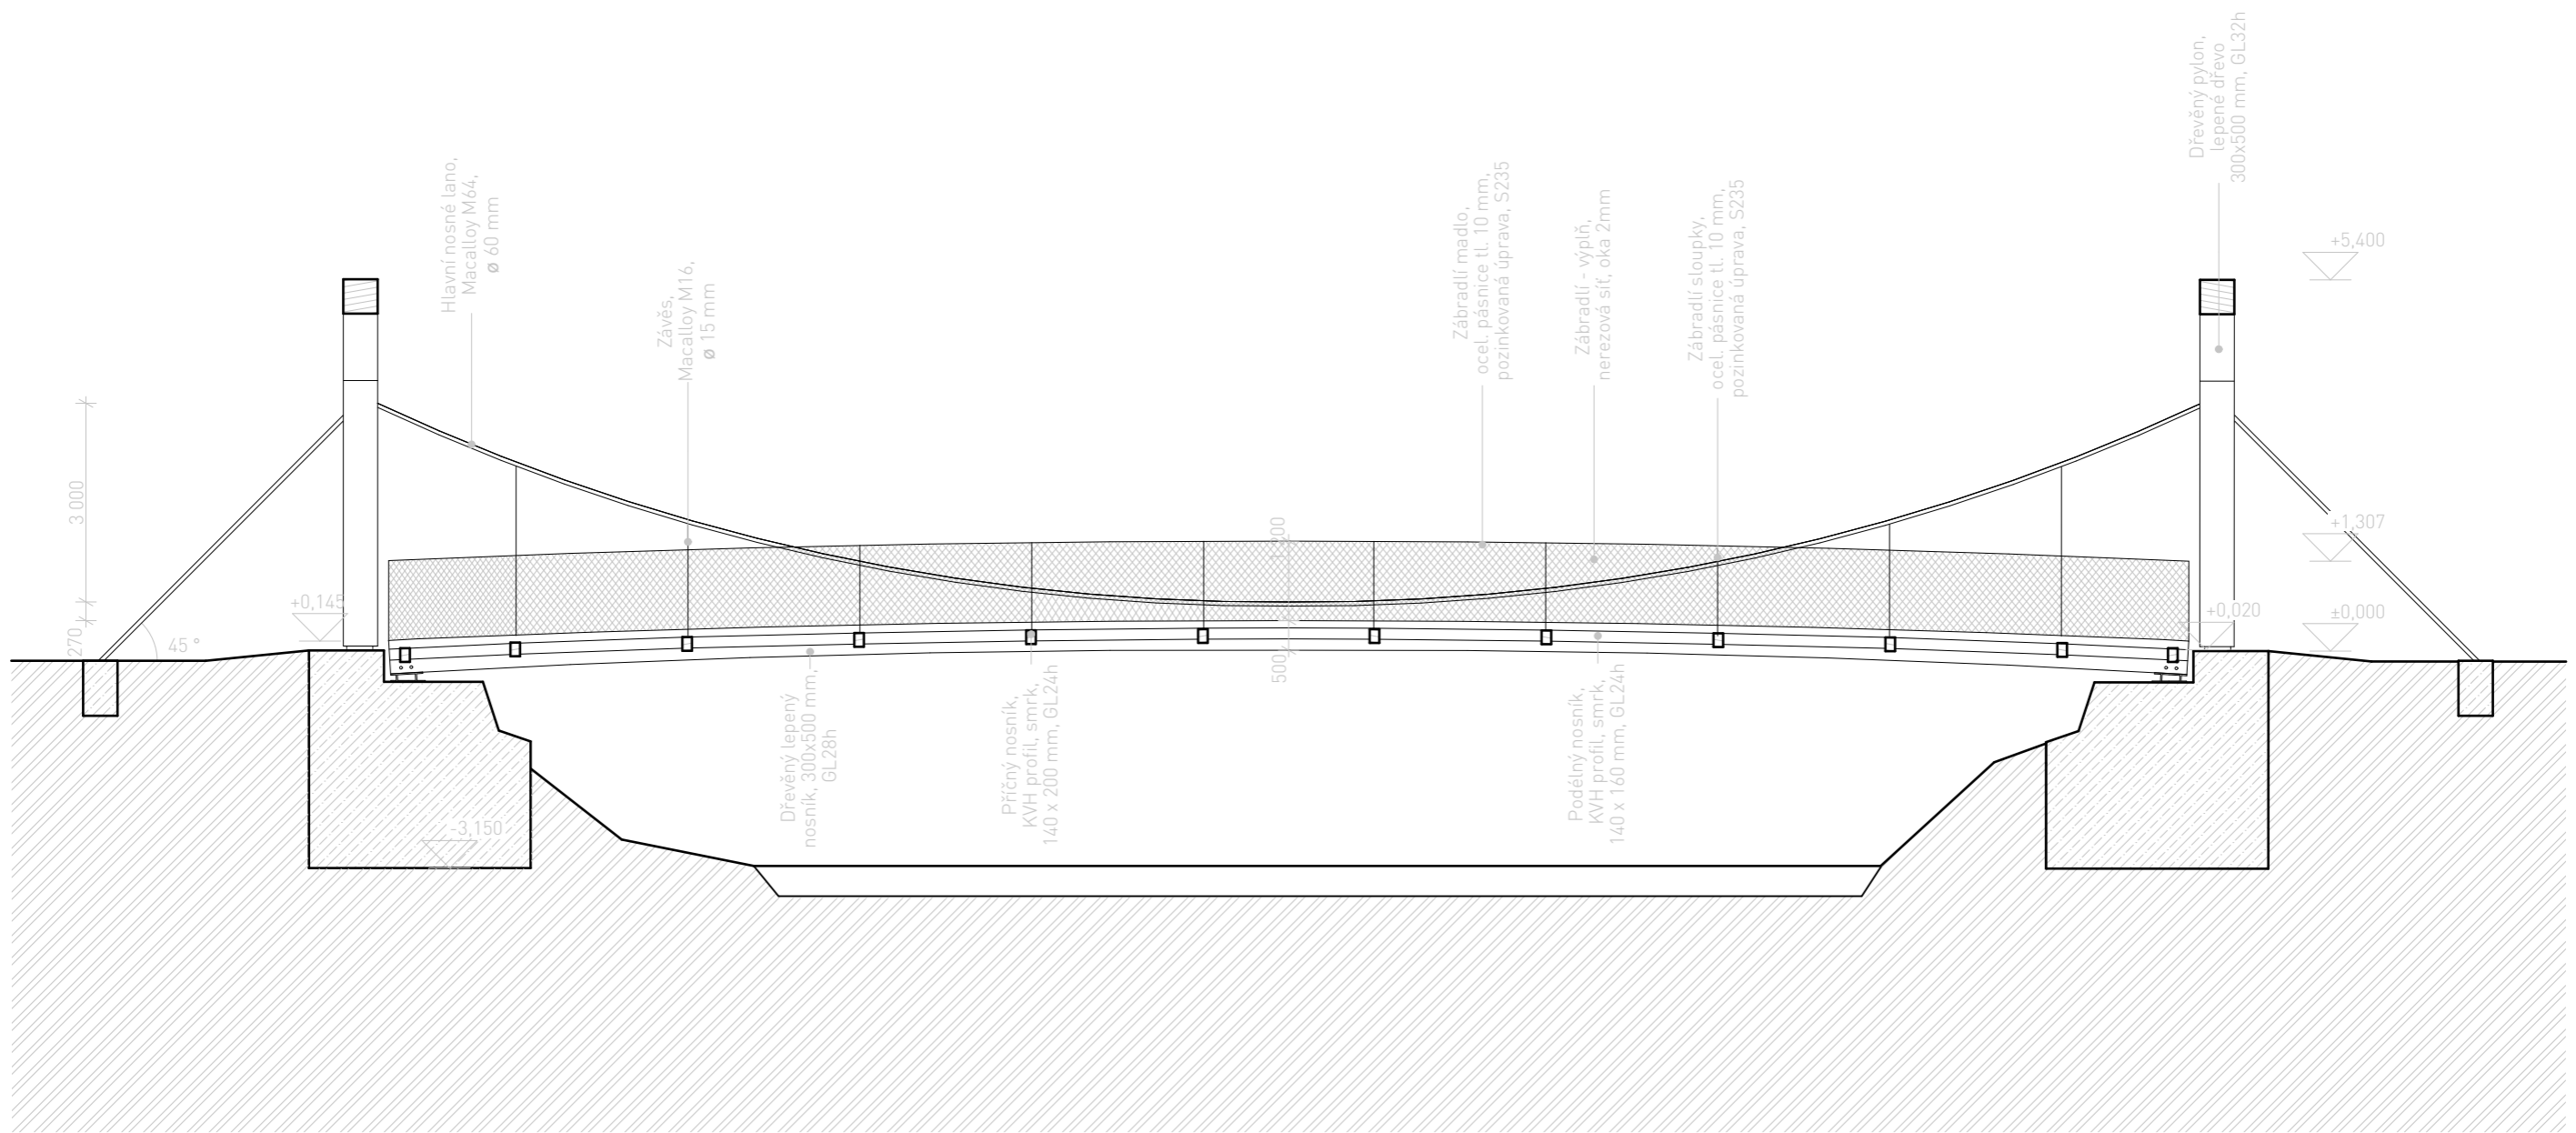 Hlavní nosné lano,
Macalloy M64,
ø 60 mm
Závěs,
Macalloy M16,
ø 15 mm
Zábradlí madlo,
ocel. pásnice tl. 10 mm,
pozinkovaná úprava, S235
Zábradlí - výplň,
nerezová síť, oka 2mm
Zábradlí sloupky,
ocel. pásnice tl. 10 mm,
pozinkovaná úprava, S235
Dřevěný pylon,
lepené dřevo
300x500 mm, GL32h
+5,400
+1,307
±0,000
+0,020
3 000
270
45 °
+0,145
1 200
500
-3,150
Dřevěný lepený
nosník, 300x500 mm,
GL28h
Příčný nosník,
KVH profil, smrk,
140 x 200 mm, GL24h
Podélný nosník,
KVH profil, smrk,
140 x 160 mm, GL24h